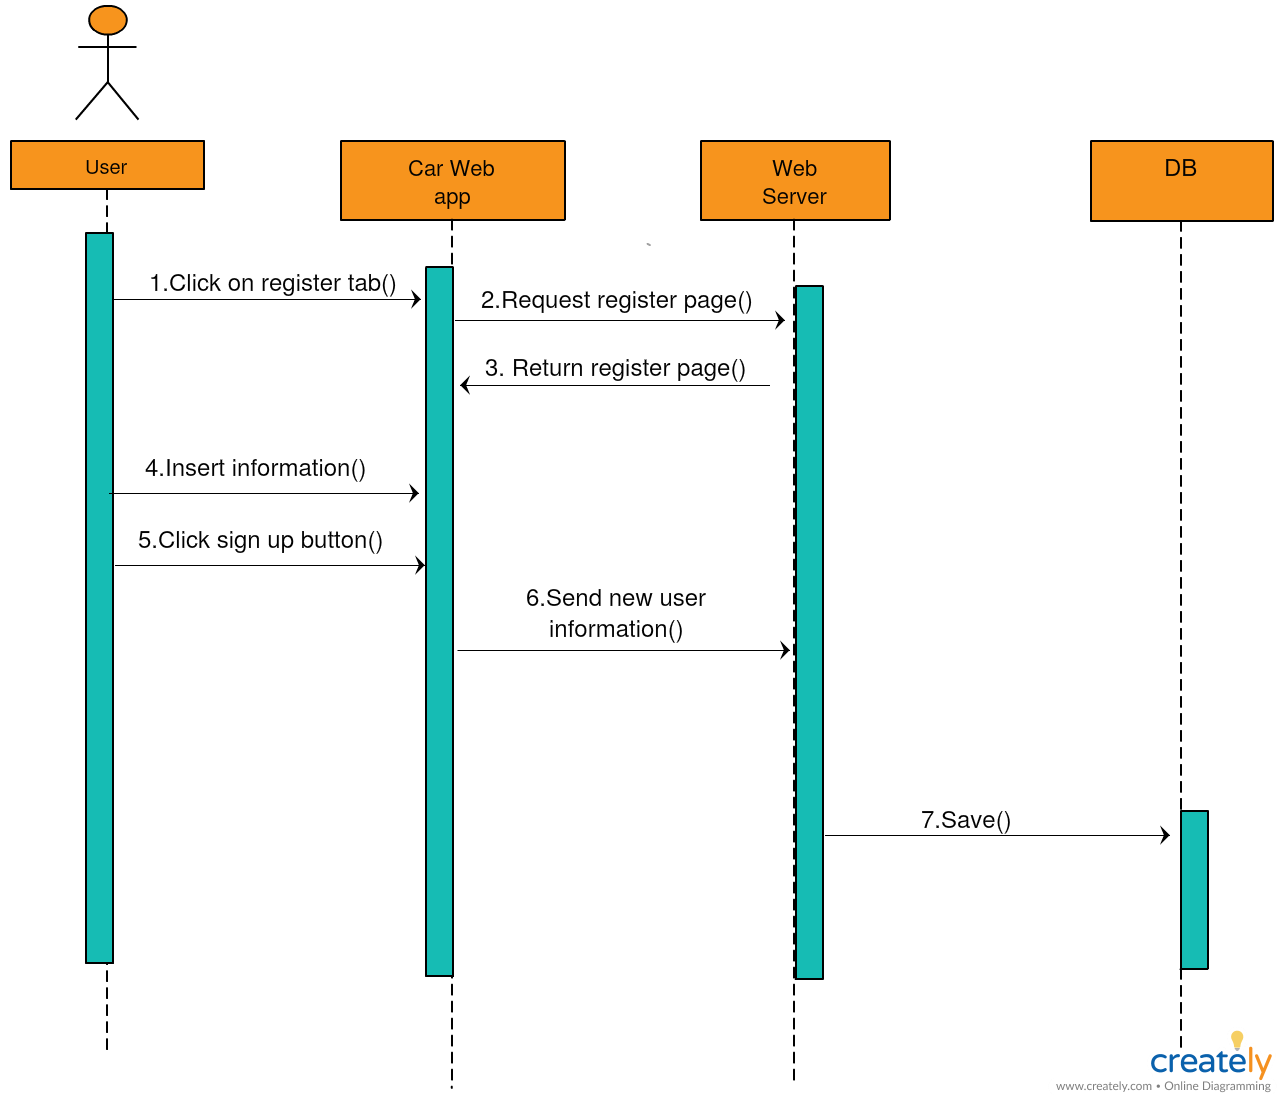 User
Car Web
app
Web
Server
DB
1.Click on register tab()
2.Request register page()
3. Return register page()
4.Insert information()
5.Click sign up button()
6.Send new user
information()
7.Save()
creately
www.creately.com • Online Diagramming